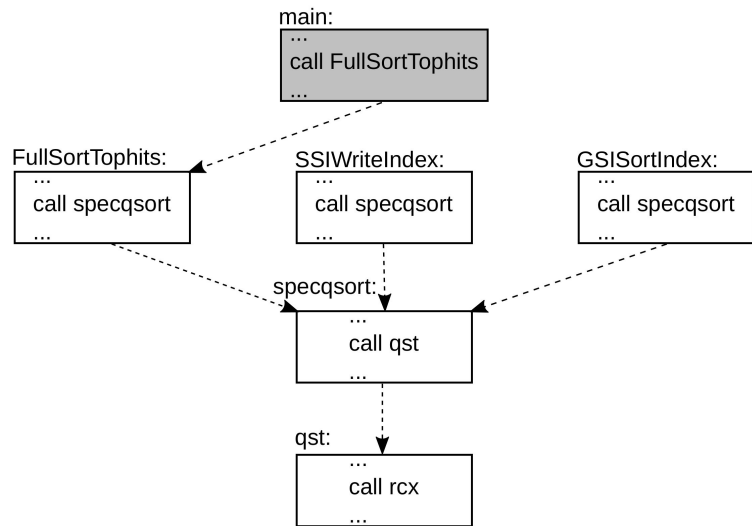 main:
...
call FullSortTophits
...
FullSortTophits:
...
call specqsort
...
SSIWriteIndex:
...
call specqsort
...
GSISortIndex:
...
call specqsort
...
specqsort:
...
call qst
...
qst:
...
call rcx
...